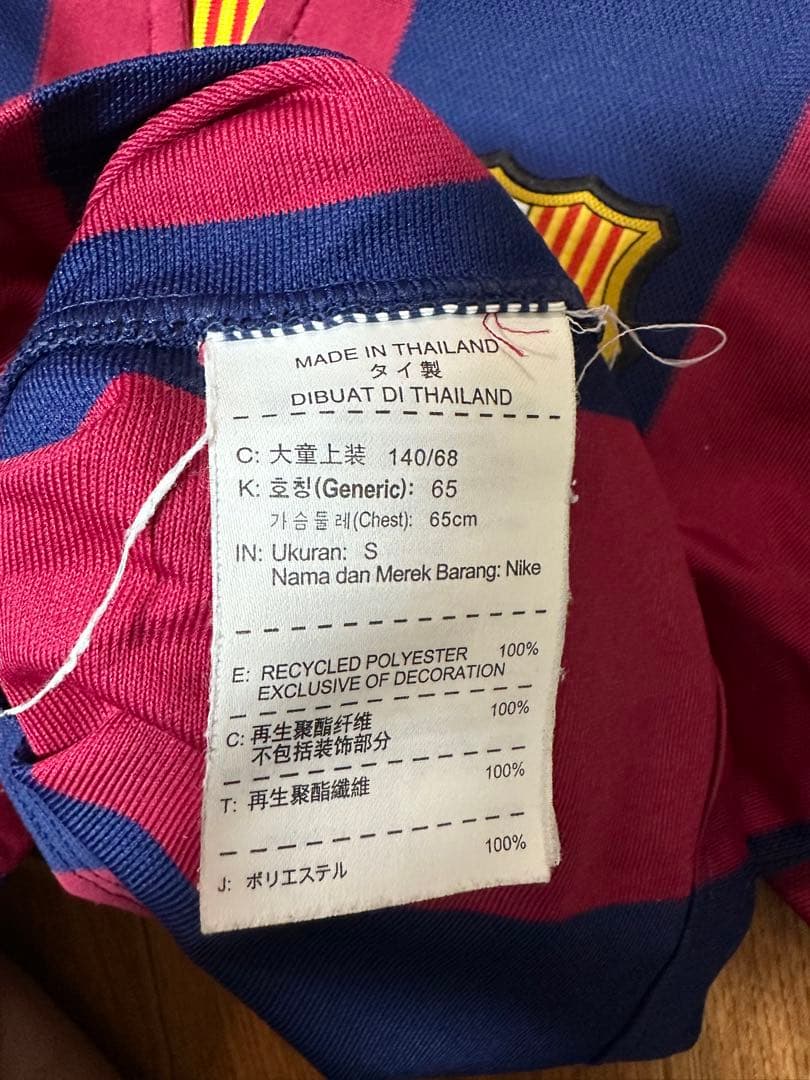 MADE IN THAILAND
タイ製
DIBUAT DI THAILAND
C: 大童上装 140/68
K: 호칭(Generic): 65
가슴둘레(Chest): 65cm
IN: Ukuran: S
Nama dan Merek Barang: Nike
E: RECYCLED POLYESTER 100%
EXCLUSIVE OF DECORATION
C: 再生聚酯纤维 100%
不包括装饰部分
T: 再生聚酯纖維 100%
J: ポリエステル 100%